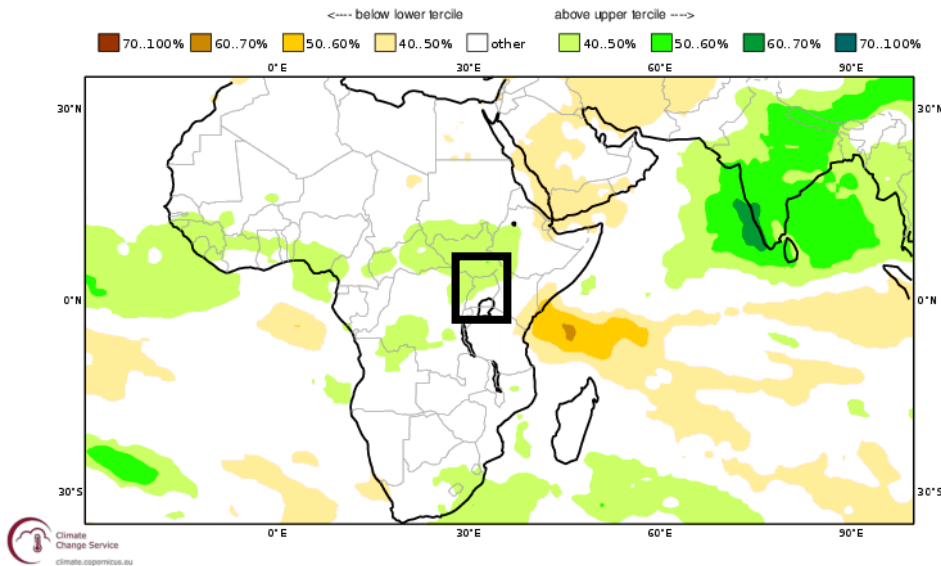 <---- below lower tercile above upper tercile ---->
70..100% 60..70% 50..60% 40..50% other 40..50% 50..60% 60..70% 70..100%
0°E 30°E 60°E 90°E
30°N 30°N
0°N 0°N
30°S 30°S
0°E 30°E 60°E 90°E
Climate
Change Service
climate.copernicus.eu